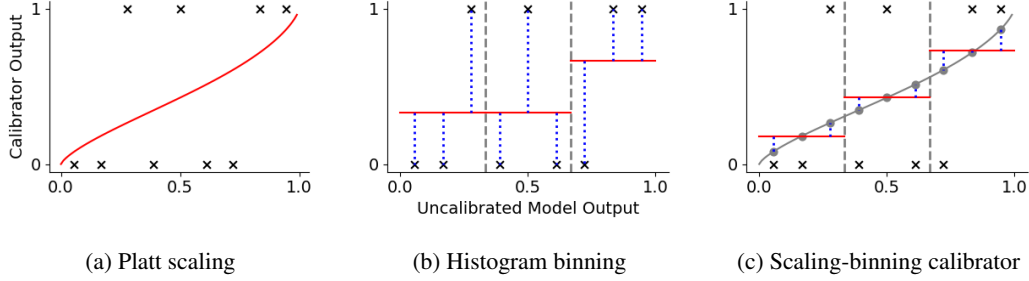 Calibrator Output
1
0
0.0 0.5 1.0
1
0
0.0 0.5 1.0
Uncalibrated Model Output
1
0
0.0 0.5 1.0
(a) Platt scaling
(b) Histogram binning
(c) Scaling-binning calibrator